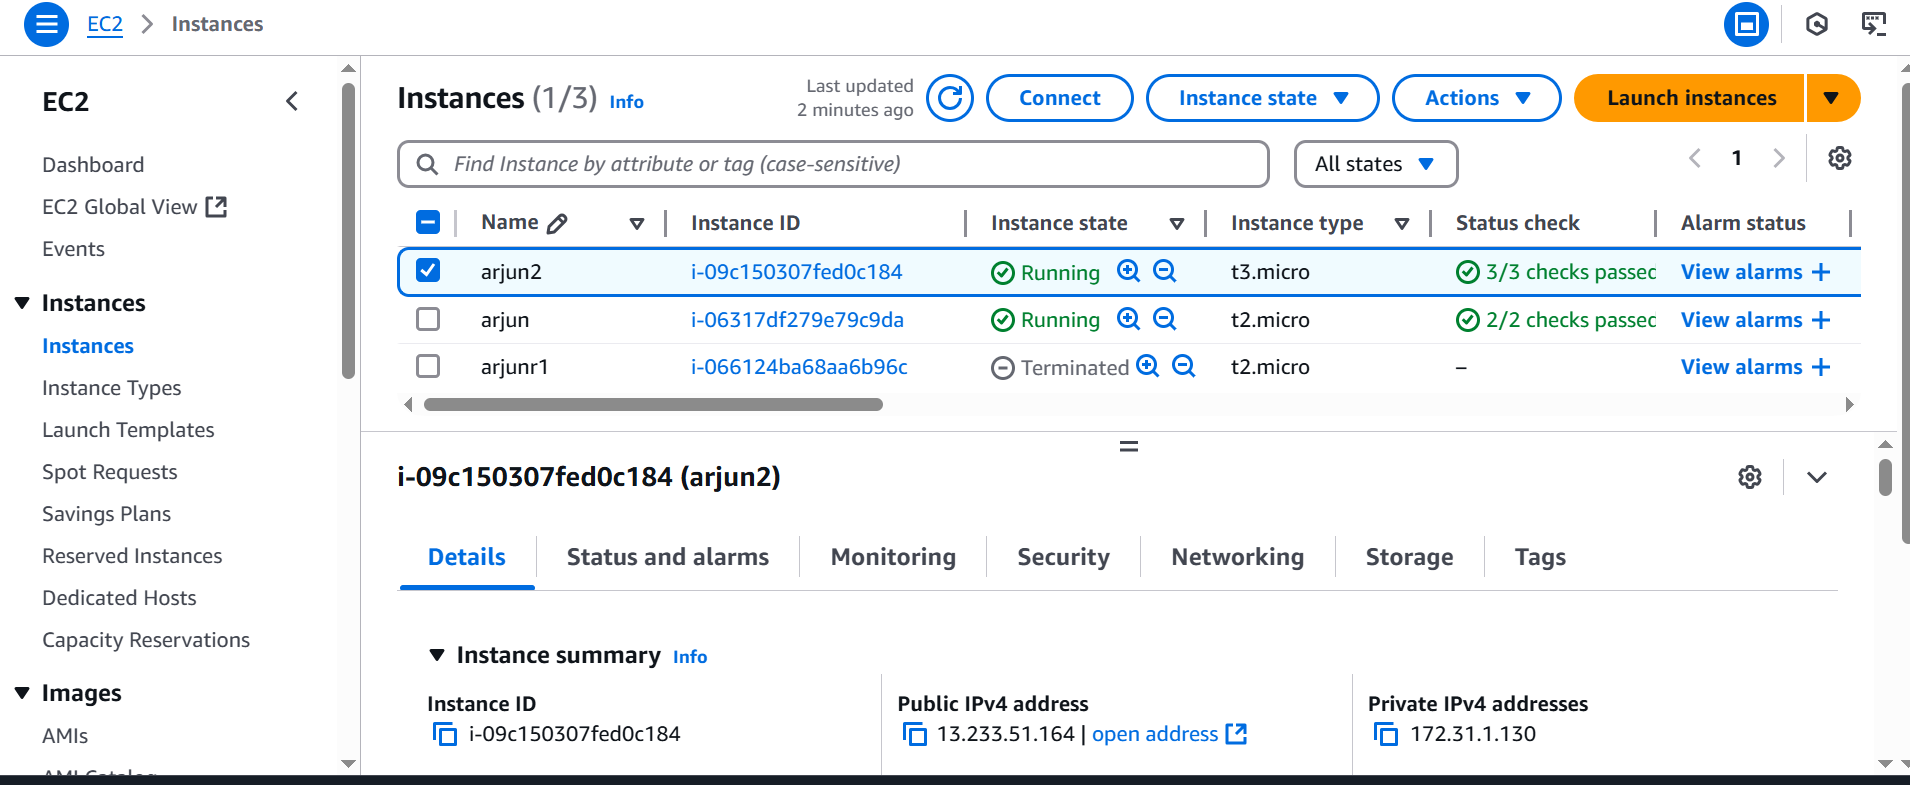 EC2 > Instances
EC2
Dashboard
EC2 Global View
Events
Instances
Instances
Instance Types
Launch Templates
Spot Requests
Savings Plans
Reserved Instances
Dedicated Hosts
Capacity Reservations
Images
AMIs
AMI Catalog
Instances (1/3) Info
Last updated
2 minutes ago
Connect
Instance state
Actions
Launch instances
Find Instance by attribute or tag (case-sensitive)
All states
1
Name Instance ID Instance state Instance type Status check Alarm status
arjun2 i-09c150307fed0c184 Running t3.micro 3/3 checks passed View alarms +
arjun i-06317df279e79c9da Running t2.micro 2/2 checks passed View alarms +
arjunr1 i-066124ba68aa6b96c Terminated t2.micro – View alarms +
i-09c150307fed0c184 (arjun2)
Details Status and alarms Monitoring Security Networking Storage Tags
Instance summary Info
Instance ID
i-09c150307fed0c184
Public IPv4 address
13.233.51.164 | open address
Private IPv4 addresses
172.31.1.130